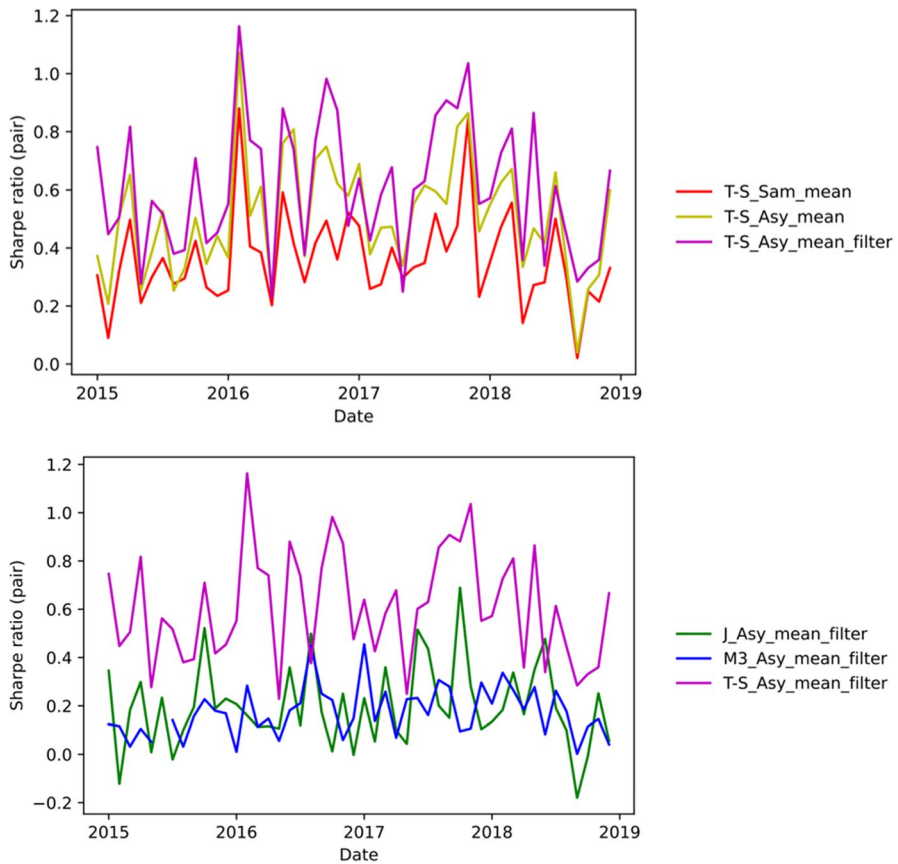 1.2
1.0
0.8
0.6
0.4
0.2
0.0
Sharpe ratio (pair)
2015 2016 2017 2018 2019
Date
T-S_Sam_mean
T-S_Asy_mean
T-S_Asy_mean_filter
1.2
1.0
0.8
0.6
0.4
0.2
0.0
−0.2
Sharpe ratio (pair)
2015 2016 2017 2018 2019
Date
J_Asy_mean_filter
M3_Asy_mean_filter
T-S_Asy_mean_filter